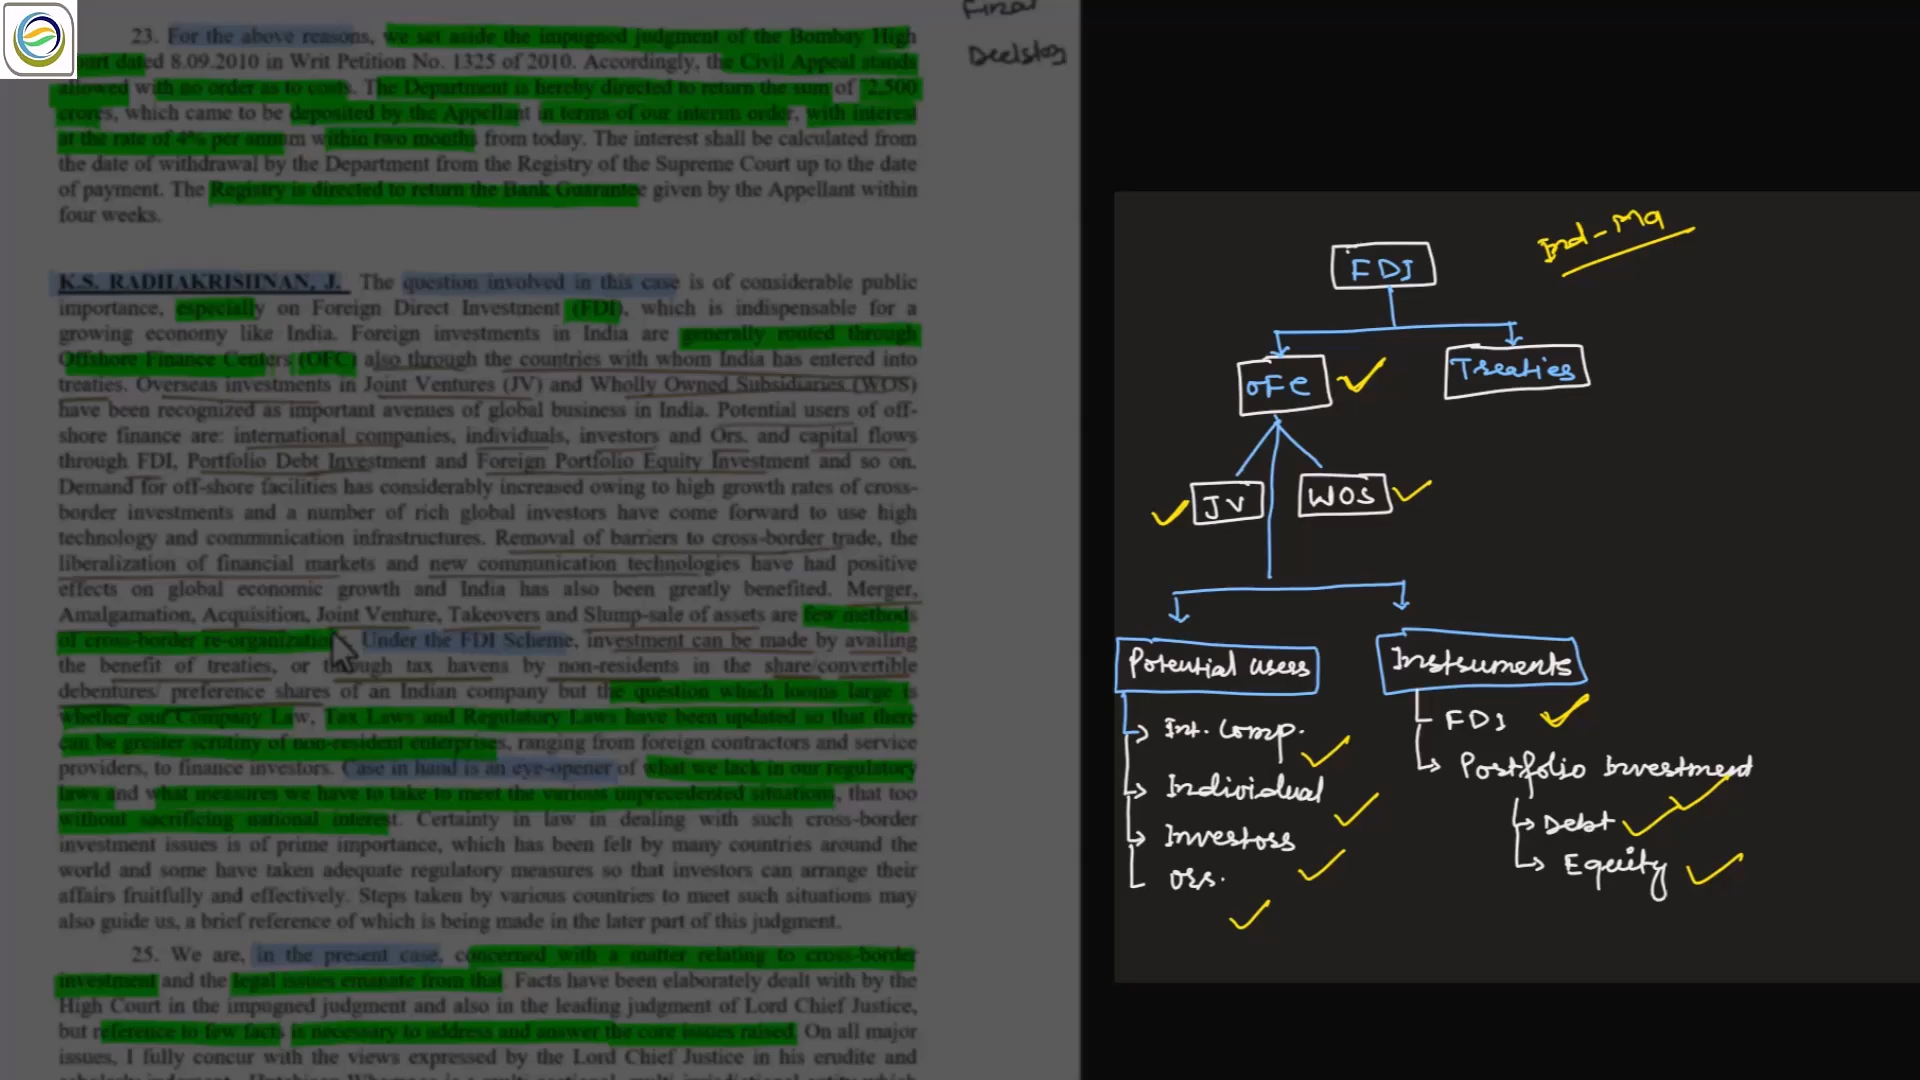 Final
Decision
23. For the above reasons, we set aside the impugned judgment of the Bombay High
Court dated 8.09.2010 in Writ Petition No. 1325 of 2010. Accordingly, the Civil Appeal stands
allowed with no order as to costs. The Department is hereby directed to return the sum of 2,500
crores, which came to be deposited by the Appellant in terms of our interim order, with interest
at the rate of 4% per annum within two months from today. The interest shall be calculated from
the date of withdrawal by the Department from the Registry of the Supreme Court up to the date
of payment. The Registry is directed to return the Bank Guarantee given by the Appellant within
four weeks.
K.S. RADHAKRISHNAN, J. The question involved in this case is of considerable public
importance, especially on Foreign Direct Investment (FDI), which is indispensable for a
growing economy like India. Foreign investments in India are generally routed through
Offshore Finance Centers (OFC) also through the countries with whom India has entered into
treaties. Overseas investments in Joint Ventures (JV) and Wholly Owned Subsidiaries (WOS)
have been recognized as important avenues of global business in India. Potential users of off-
shore finance are: international companies, individuals, investors and Ors. and capital flows
through FDI, Portfolio Debt Investment and Foreign Portfolio Equity Investment and so on.
Demand for off-shore facilities has considerably increased owing to high growth rates of cross-
border investments and a number of rich global investors have come forward to use high
technology and communication infrastructures. Removal of barriers to cross-border trade, the
liberalization of financial markets and new communication technologies have had positive
effects on global economic growth and India has also been greatly benefited. Merger,
Amalgamation, Acquisition, Joint Venture, Takeovers and Slump-sale of assets are few methods
of cross-border re-organizations. Under the FDI Scheme, investment can be made by availing
the benefit of treaties, or through tax havens by non-residents in the share/convertible
debentures/ preference shares of an Indian company but the question which looms large is
whether our Company Law, Tax Laws and Regulatory Laws have been updated so that there
can be greater scrutiny of non-resident enterprises, ranging from foreign contractors and service
providers, to finance investors. Case in hand is an eye-opener of what we lack in our regulatory
laws and what measures we have to take to meet the various unprecedented situations, that too
without sacrificing national interest. Certainty in law in dealing with such cross-border
investment issues is of prime importance, which has been felt by many countries around the
world and some have taken adequate regulatory measures so that investors can arrange their
affairs fruitfully and effectively. Steps taken by various countries to meet such situations may
also guide us, a brief reference of which is being made in the later part of this judgment.
25. We are, in the present case, concerned with a matter relating to cross-border
investment and the legal issues emanate from that. Facts have been elaborately dealt with by the
High Court in the impugned judgment and also in the leading judgment of Lord Chief Justice,
but reference to few facts is necessary to address and answer the core issues raised. On all major
issues, I fully concur with the views expressed by the Lord Chief Justice in his erudite and
Ind-Mq
FDI
OFC
Treaties
JV
WOS
Potential users
Int. Comp.
Individual
Investors
Ors.
Instruments
FDI
Portfolio Investment
Debt
Equity